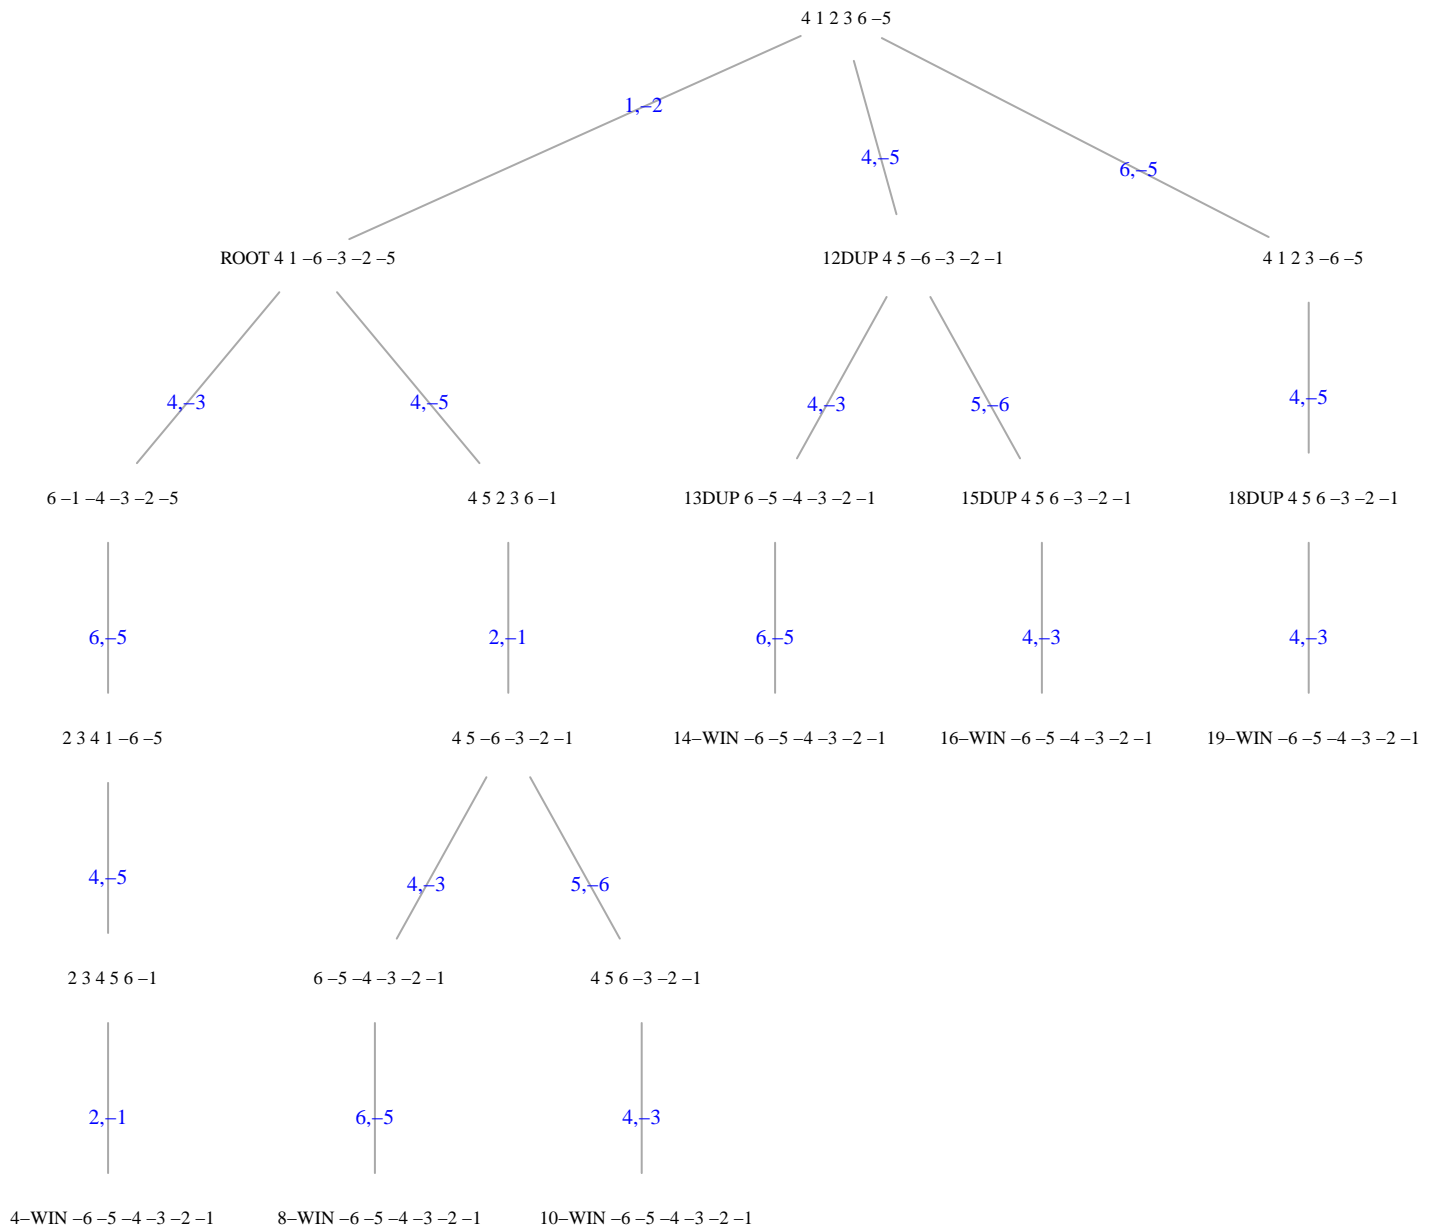 4 1 2 3 6 –5
1,–2
4,–5
6,–5
ROOT 4 1 –6 –3 –2 –5
12DUP 4 5 –6 –3 –2 –1
4 1 2 3 –6 –5
4,–3
4,–5
4,–3
5,–6
4,–5
6 –1 –4 –3 –2 –5
4 5 2 3 6 –1
13DUP 6 –5 –4 –3 –2 –1
15DUP 4 5 6 –3 –2 –1
18DUP 4 5 6 –3 –2 –1
6,–5
2,–1
6,–5
4,–3
4,–3
2 3 4 1 –6 –5
4 5 –6 –3 –2 –1
14–WIN –6 –5 –4 –3 –2 –1
16–WIN –6 –5 –4 –3 –2 –1
19–WIN –6 –5 –4 –3 –2 –1
4,–5
4,–3
5,–6
2 3 4 5 6 –1
6 –5 –4 –3 –2 –1
4 5 6 –3 –2 –1
2,–1
6,–5
4,–3
4–WIN –6 –5 –4 –3 –2 –1
8–WIN –6 –5 –4 –3 –2 –1
10–WIN –6 –5 –4 –3 –2 –1